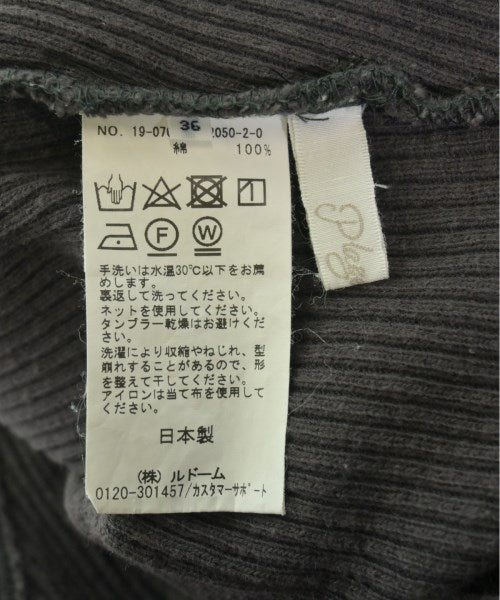 NO. 19-070 36 2050-2-0
綿 100%
手洗いは水温30℃以下をお薦
めします。
裏返して洗ってください。
ネットを使用してください。
タンブラー乾燥はお避けくださ
い。
洗濯により収縮やねじれ、型
崩れすることがあるので、形
を整えて干してください。
アイロンは当て布を使用して
ください。
日本製
(株) ルドーム
0120-301457/カスタマーサポート